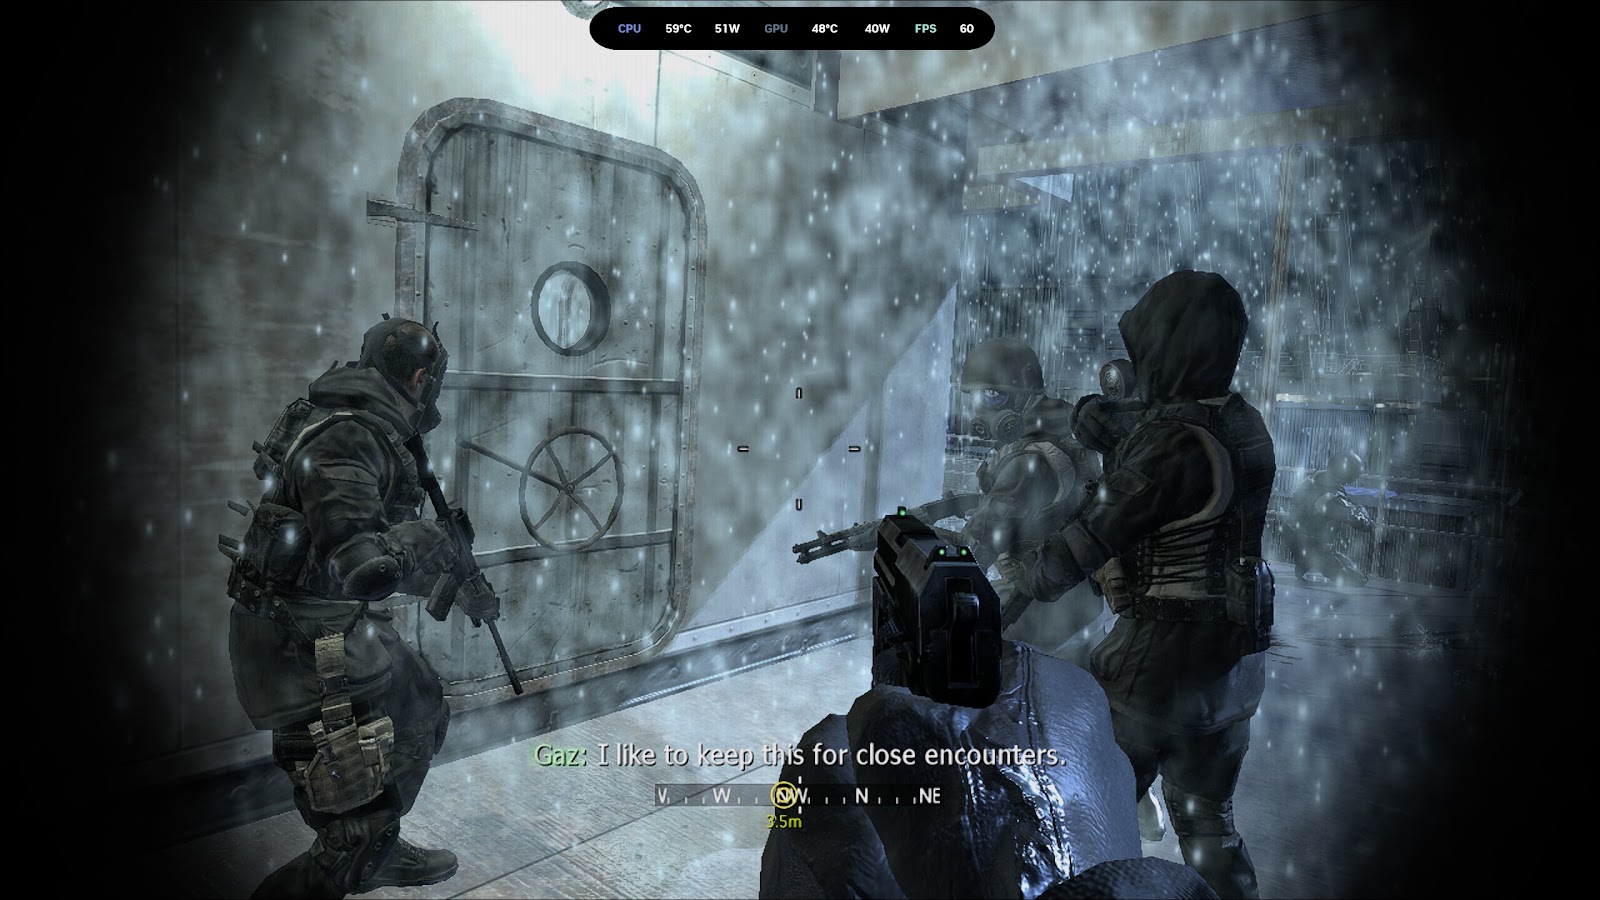 CPU 59°C 51W GPU 48°C 40W FPS 60
Gaz: I like to keep this for close encounters.
W NW N NE
3.5m